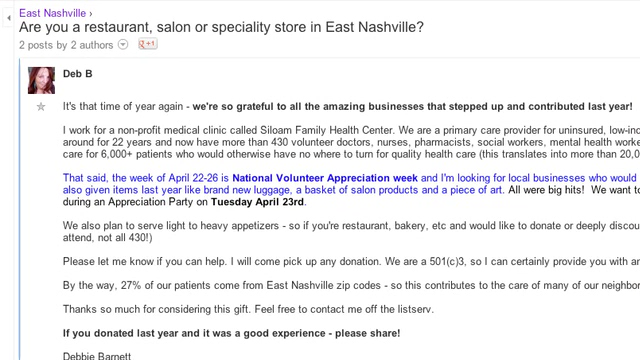 East Nashville ›
Are you a restaurant, salon or speciality store in East Nashville?
2 posts by 2 authors
+1
Deb B
It's that time of year again - we're so grateful to all the amazing businesses that stepped up and contributed last year!
I work for a non-profit medical clinic called Siloam Family Health Center. We are a primary care provider for uninsured, low-inc
around for 22 years and now have more than 430 volunteer doctors, nurses, pharmacists, social workers, mental health worke
care for 6,000+ patients who would otherwise have no where to turn for quality health care (this translates into more than 20,0
That said, the week of April 22-26 is National Volunteer Appreciation week and I'm looking for local businesses who would
also given items last year like brand new luggage, a basket of salon products and a piece of art. All were big hits! We want to
during an Appreciation Party on Tuesday April 23rd.
We also plan to serve light to heavy appetizers - so if you're restaurant, bakery, etc and would like to donate or deeply discou
attend, not all 430!)
Please let me know if you can help. I will come pick up any donation. We are a 501(c)3, so I can certainly provide you with an
By the way, 27% of our patients come from East Nashville zip codes - so this contributes to the care of many of our neighbor
Thanks so much for considering this gift. Feel free to contact me off the listserv.
If you donated last year and it was a good experience - please share!
Debbie Barnett